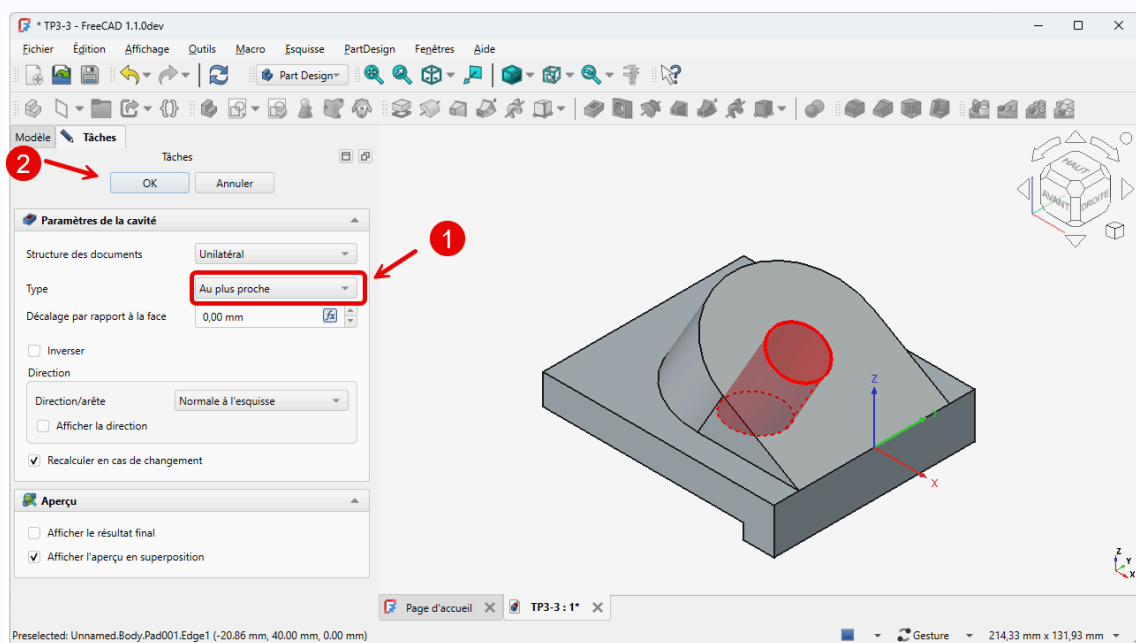 * TP3-3 - FreeCAD 1.1.0dev
Fichier Édition Affichage Outils Macro Esquisse PartDesign Fenêtres Aide
Part Design
Modèle Tâches
Tâches
2
OK Annuler
Paramètres de la cavité
Structure des documents Unilatéral
1
Type Au plus proche
Décalage par rapport à la face 0,00 mm
Inverser
Direction
Direction/arête Normale à l'esquisse
Afficher la direction
Recalculer en cas de changement
Aperçu
Afficher le résultat final
Afficher l'aperçu en superposition
HAUT
AVANT DROITE
Z
X
Z
Y
X
Page d'accueil TP3-3 : 1*
Preselected: Unnamed.Body.Pad001.Edge1 (-20.86 mm, 40.00 mm, 0.00 mm) Gesture 214,33 mm x 131,93 mm